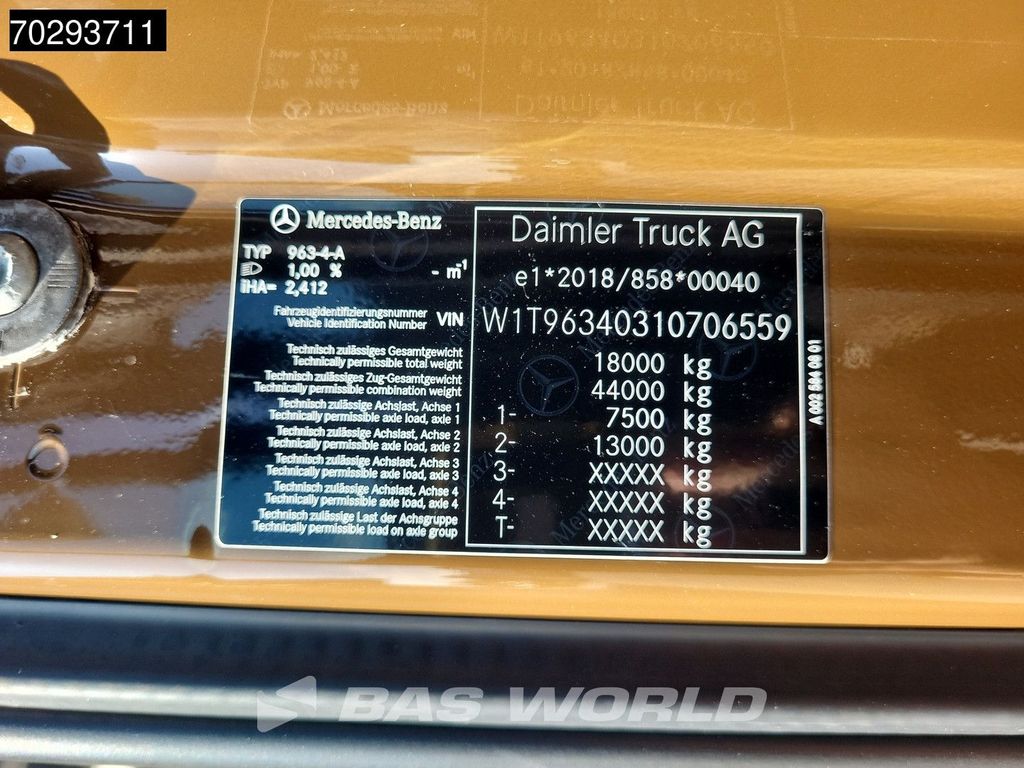 70293711
Mercedes-Benz
TYP 963-4-A
1,00 % - m⁻¹
iHA= 2,412
Fahrzeugidentifizierungsnummer
Vehicle Identification Number VIN
Technisch zulässiges Gesamtgewicht
Technically permissible total weight
Technisch zulässiges Zug-Gesamtgewicht
Technically permissible combination weight
Technisch zulässige Achslast, Achse 1
Technically permissible axle load, axle 1
Technisch zulässige Achslast, Achse 2
Technically permissible axle load, axle 2
Technisch zulässige Achslast, Achse 3
Technically permissible axle load, axle 3
Technisch zulässige Achslast, Achse 4
Technically permissible axle load, axle 4
Technisch zulässige Last der Achsgruppe
Technically permissible load on axle group
Daimler Truck AG
e1*2018/858*00040
W1T96340310706559
18000 kg
44000 kg
1- 7500 kg
2- 13000 kg
3- XXXXX kg
4- XXXXX kg
T- XXXXX kg
BAS WORLD